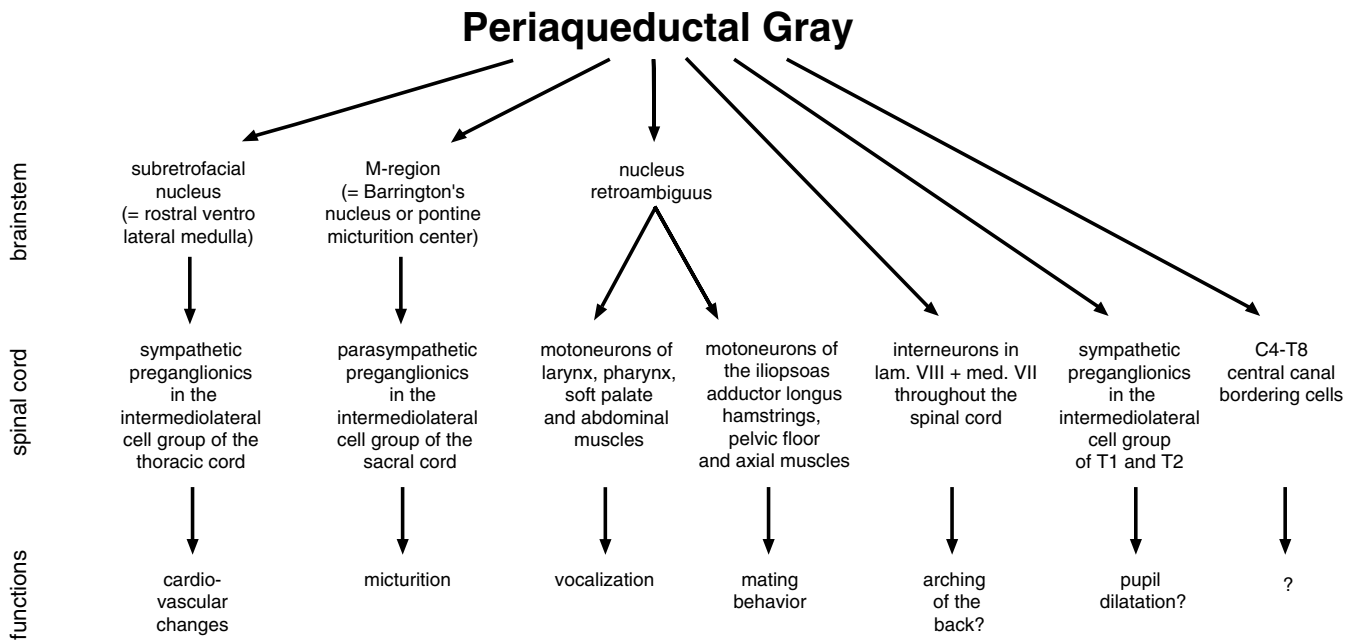 Periaqueductal Gray
brainstem
subretrofacial
nucleus
(= rostral ventro
lateral medulla)
M-region
(= Barrington's
nucleus or pontine
micturition center)
nucleus
retroambiguus
spinal cord
sympathetic
preganglionics
in the
intermediolateral
cell group of the
thoracic cord
parasympathetic
preganglionics
in the
intermediolateral
cell group of the
sacral cord
motoneurons of
larynx, pharynx,
soft palate
and abdominal
muscles
motoneurons of
the iliopsoas
adductor longus
hamstrings,
pelvic floor
and axial muscles
interneurons in
lam. VIII + med. VII
throughout the
spinal cord
sympathetic
preganglionics
in the
intermediolateral
cell group
of T1 and T2
C4-T8
central canal
bordering cells
functions
cardio-
vascular
changes
micturition
vocalization
mating
behavior
arching
of the
back?
pupil
dilatation?
?